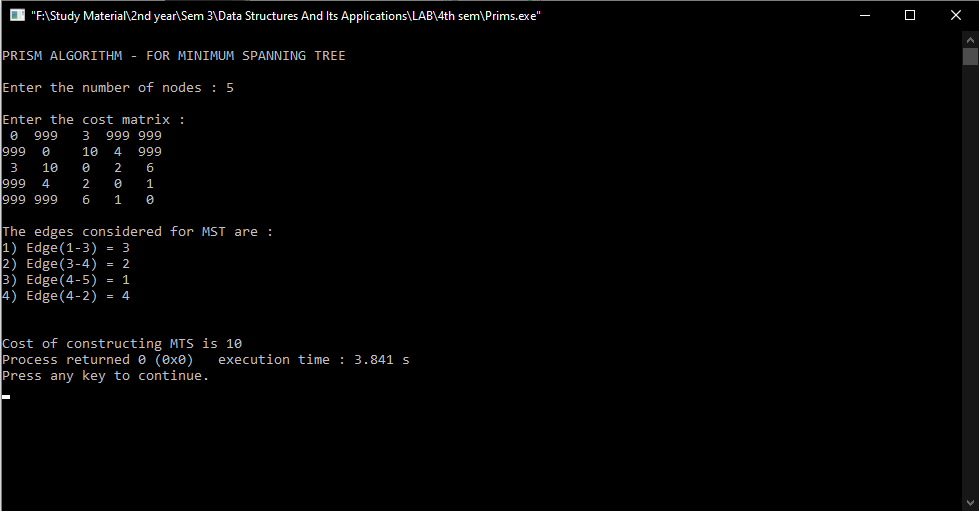 "F:\Study Material\2nd year\Sem 3\Data Structures And Its Applications\LAB\4th sem\Prims.exe"
PRISM ALGORITHM - FOR MINIMUM SPANNING TREE
Enter the number of nodes : 5
Enter the cost matrix :
0 999 3 999 999
999 0 10 4 999
3 10 0 2 6
999 4 2 0 1
999 999 6 1 0
The edges considered for MST are :
1) Edge(1-3) = 3
2) Edge(3-4) = 2
3) Edge(4-5) = 1
4) Edge(4-2) = 4
Cost of constructing MTS is 10
Process returned 0 (0x0) execution time : 3.841 s
Press any key to continue.